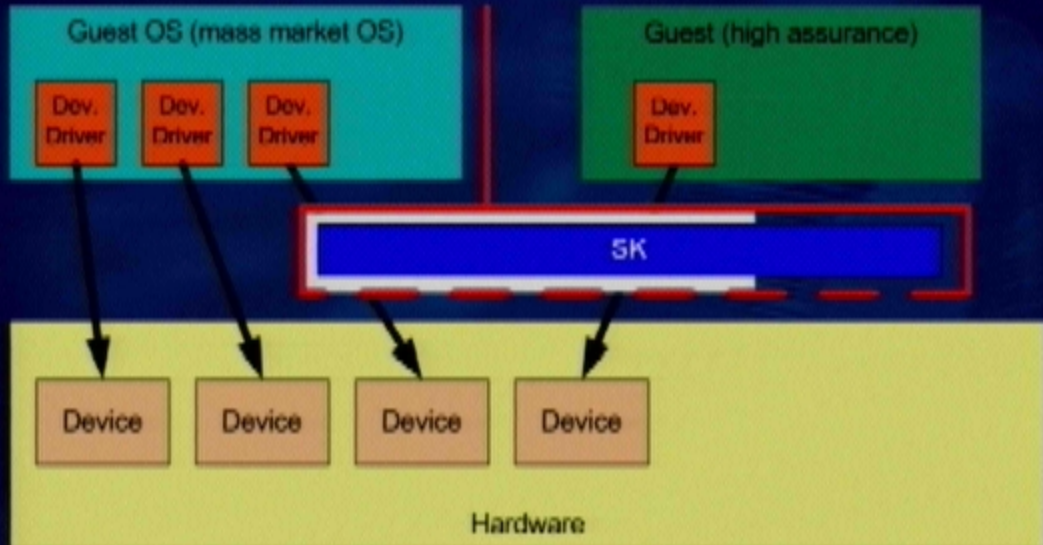 Guest OS (mass market OS)
Guest (high assurance)
Dev.
Driver
Dev.
Driver
Dev.
Driver
Dev.
Driver
SK
Device
Device
Device
Device
Hardware